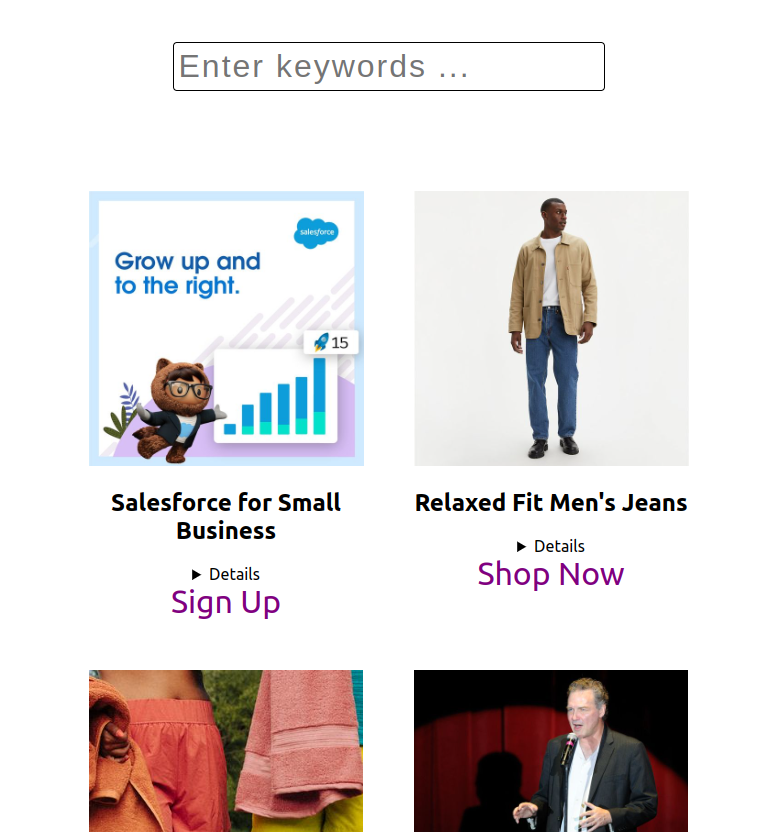 Enter keywords ...
salesforce
Grow up and
to the right.
15
Salesforce for Small
Business
▶ Details
Sign Up
Relaxed Fit Men's Jeans
▶ Details
Shop Now